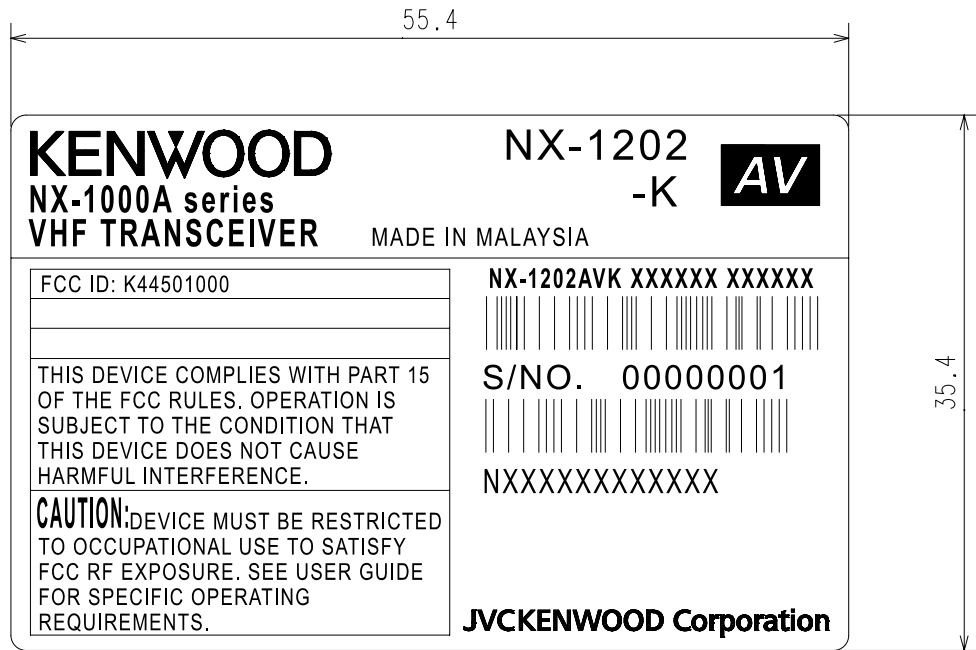 55.4
KENWOOD
NX-1000A series
VHF TRANSCEIVER
MADE IN MALAYSIA
NX-1202
-K
AV
FCC ID: K44501000
THIS DEVICE COMPLIES WITH PART 15
OF THE FCC RULES. OPERATION IS
SUBJECT TO THE CONDITION THAT
THIS DEVICE DOES NOT CAUSE
HARMFUL INTERFERENCE.
CAUTION:DEVICE MUST BE RESTRICTED
TO OCCUPATIONAL USE TO SATISFY
FCC RF EXPOSURE. SEE USER GUIDE
FOR SPECIFIC OPERATING
REQUIREMENTS.
NX-1202AVK XXXXXX XXXXXX
S/NO. 00000001
NXXXXXXXXXXXX
JVCKENWOOD Corporation
35.4